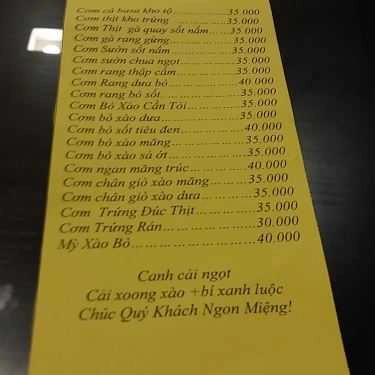 Cơm cá basa kho tộ...................35.000
Cơm thịt kho trứng ...................35.000
Cơm Thịt gà quay sốt nấm......35.000
Cơm gà rang gừng.................35.000
Cơm Sườn sốt nấm................35.000
Cơm sườn chua ngọt..............35.000
Cơm rang thập cẩm................35.000
Cơm Rang dưa bò..................40.000
Cơm rang bò sốt. .................35.000
Cơm Bò Xào Cần Tỏi.............35.000
Cơm bò xào dưa....................35.000
Cơm bò sốt tiêu đen...............40.000
Cơm bò xào măng..................35.000
Cơm bò xào sả ớt...................35.000
Cơm ngan măng trúc..............40.000
Cơm chân giò xào măng.........35.000
Cơm chân giò xào dưa...........35.000
Cơm Trứng Đúc Thịt.............35.000
Cơm Trứng Rán.....................30.000
Mỳ Xào Bò...........................40.000
Canh cải ngọt
Cải xoong xào +bí xanh luộc
Chúc Quý Khách Ngon Miệng!